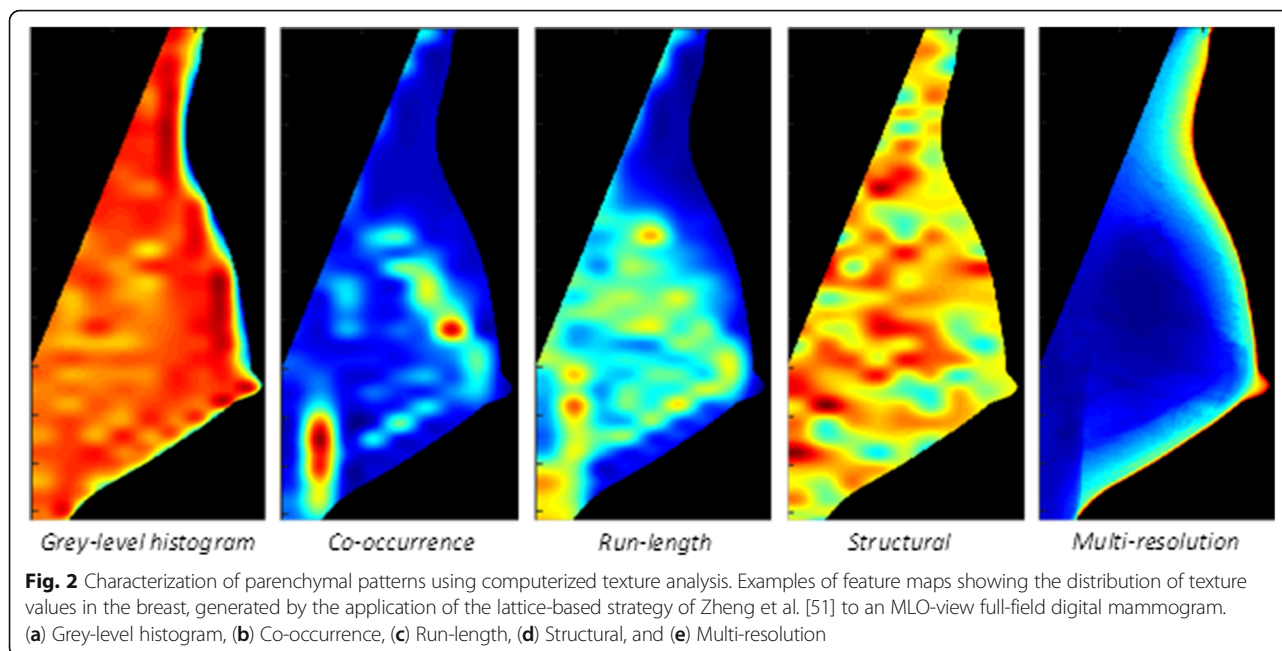 Grey-level histogram
Co-occurrence
Run-length
Structural
Multi-resolution
Fig. 2 Characterization of parenchymal patterns using computerized texture analysis. Examples of feature maps showing the distribution of texture
values in the breast, generated by the application of the lattice-based strategy of Zheng et al. [51] to an MLO-view full-field digital mammogram.
(a) Grey-level histogram, (b) Co-occurrence, (c) Run-length, (d) Structural, and (e) Multi-resolution